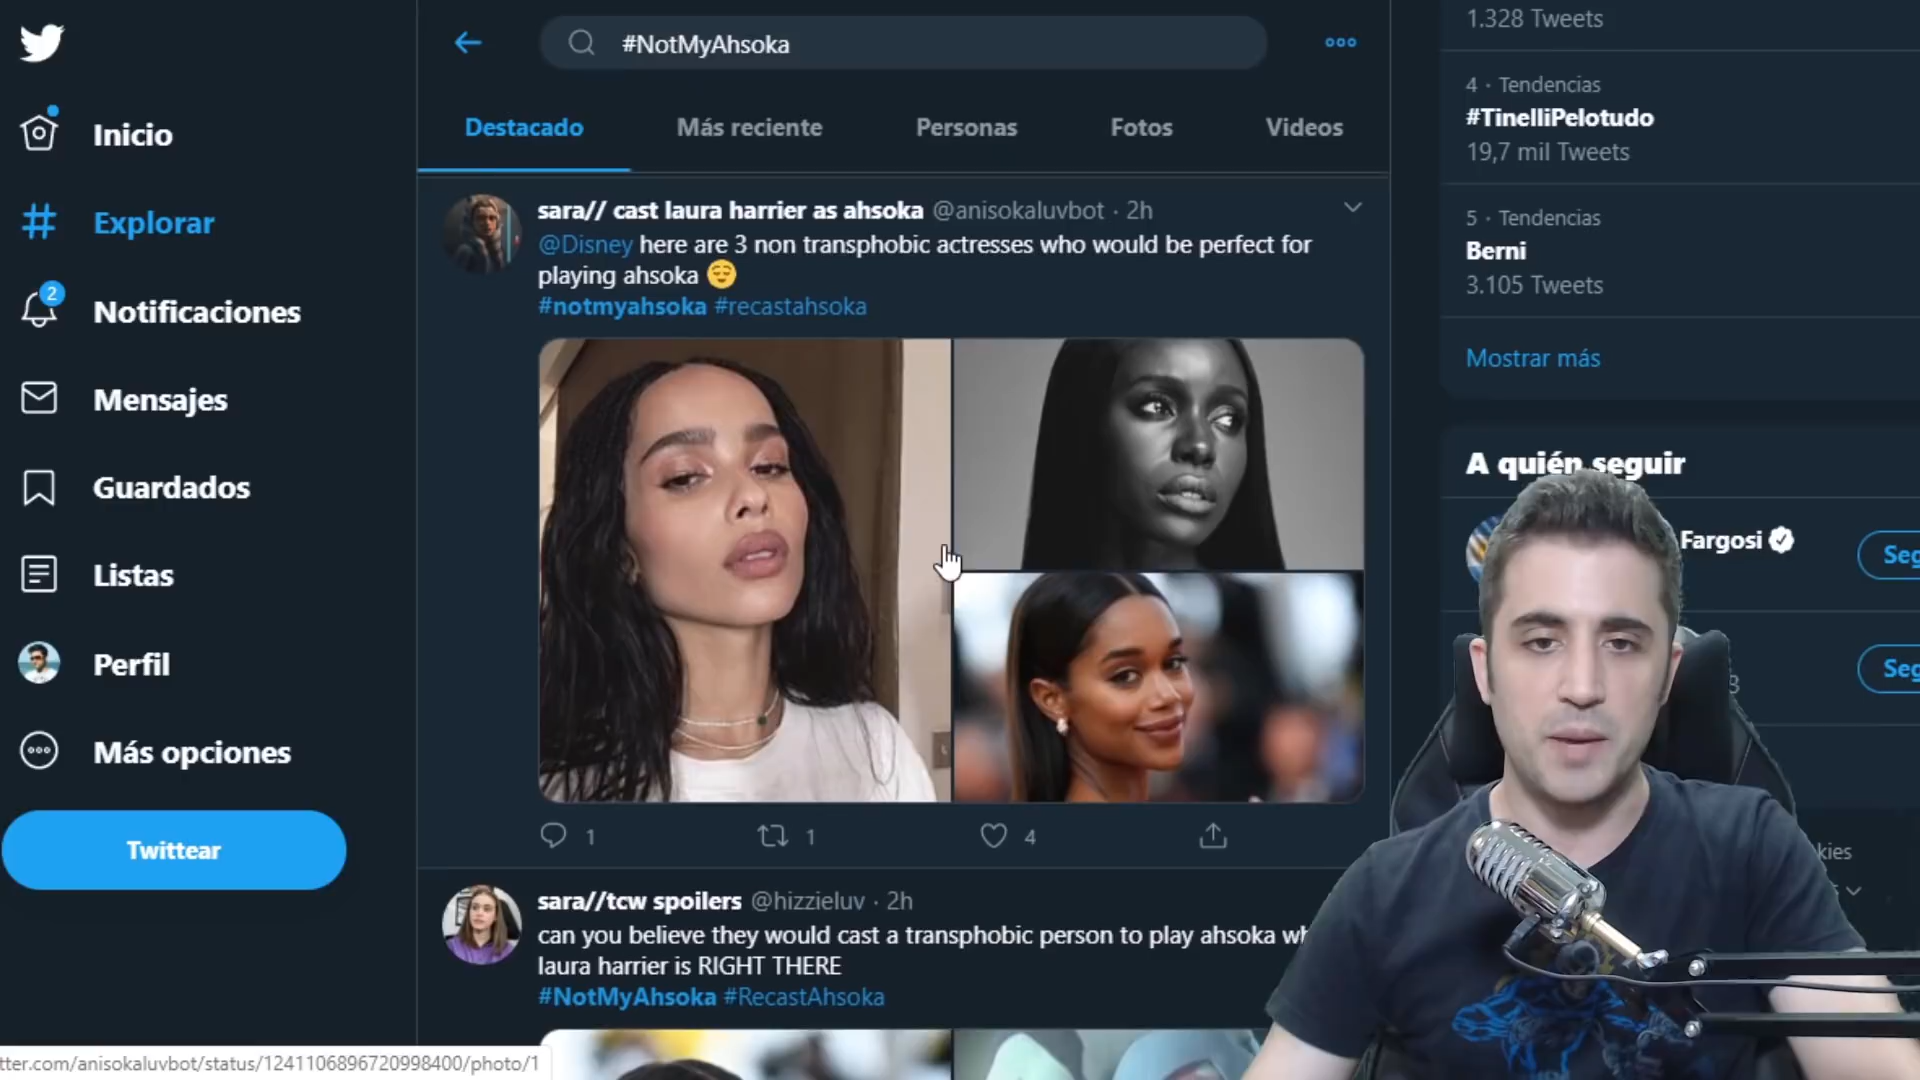 Inicio
Explorar
2
Notificaciones
Mensajes
Guardados
Listas
Perfil
Más opciones
Twittear
#NotMyAhsoka
Destacado
Más reciente
Personas
Fotos
Videos
sara// cast laura harrier as ahsoka @anisokaluvbot · 2h
@Disney here are 3 non transphobic actresses who would be perfect for
playing ahsoka 😌
#notmyahsoka #recastahsoka
1
1
4
sara//tcw spoilers @hizzieluv · 2h
can you believe they would cast a transphobic person to play ahsoka wh
laura harrier is RIGHT THERE
#NotMyAhsoka #RecastAhsoka
1.328 Tweets
4 · Tendencias
#TinelliPelotudo
19,7 mil Tweets
5 · Tendencias
Berni
3.105 Tweets
Mostrar más
A quién seguir
Fargosi
Seg
Seg
kies
tter.com/anisokaluvbot/status/1241106896720998400/photo/1